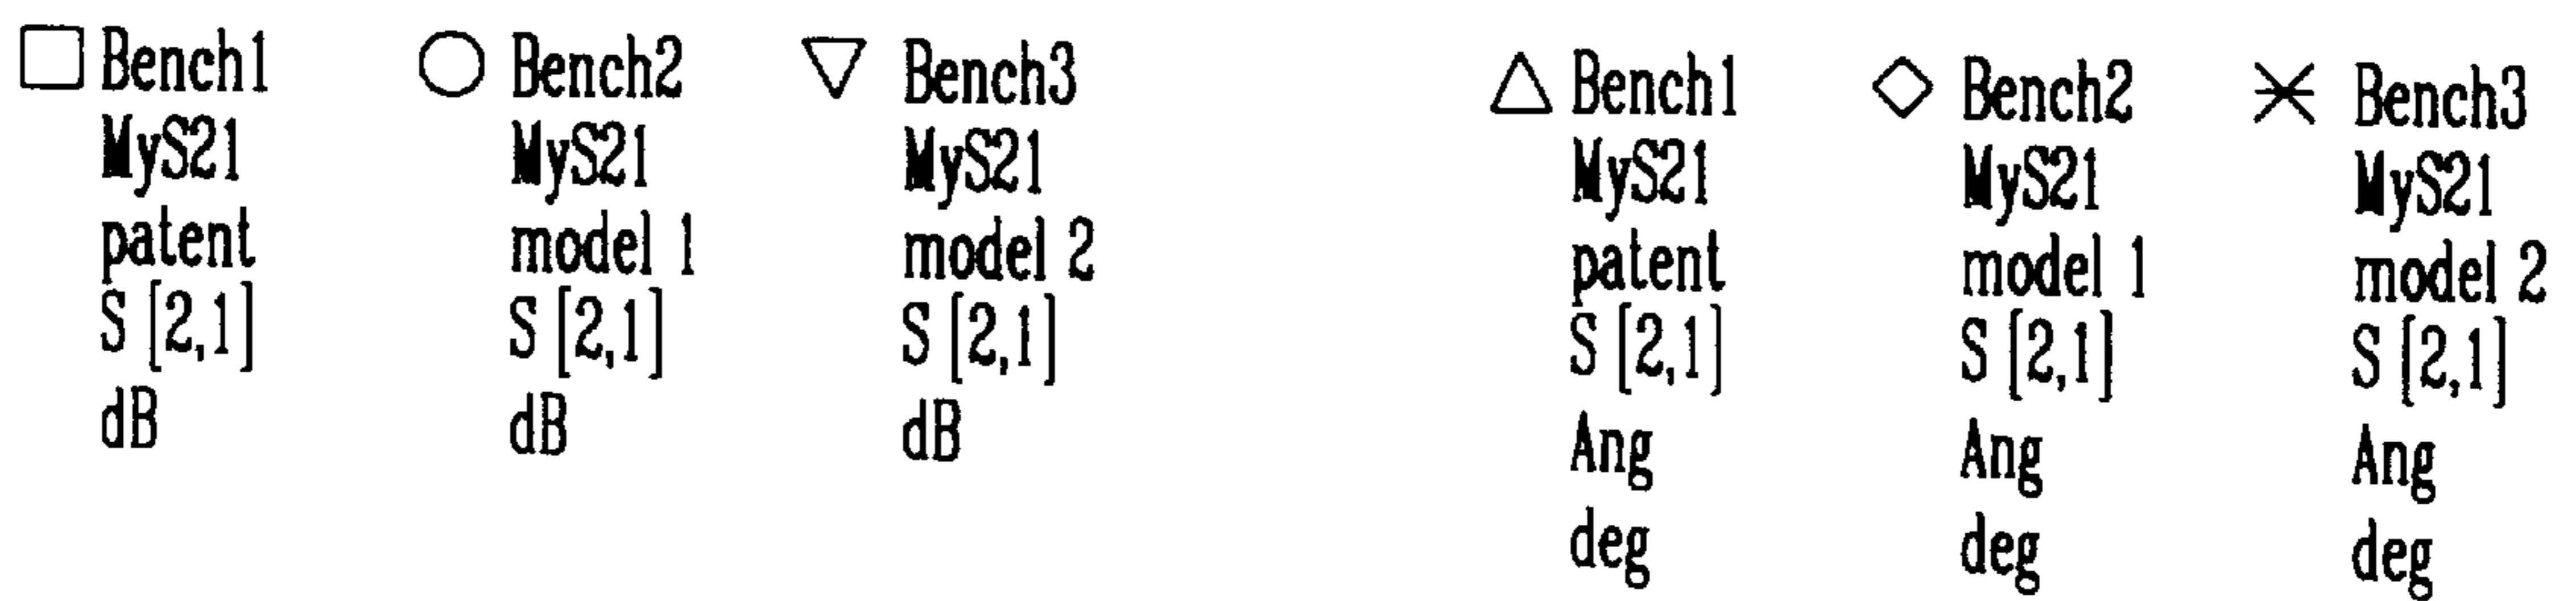 Bench1
MyS21
patent
S [2,1]
dB
Bench2
MyS21
model 1
S [2,1]
dB
Bench3
MyS21
model 2
S [2,1]
dB
Bench1
MyS21
patent
S [2,1]
Ang
deg
Bench2
MyS21
model 1
S [2,1]
Ang
deg
Bench3
MyS21
model 2
S [2,1]
Ang
deg